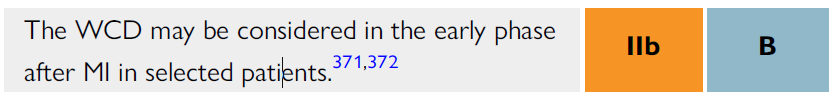 The WCD may be considered in the early phase
after MI in selected patients.371,372
IIb
B